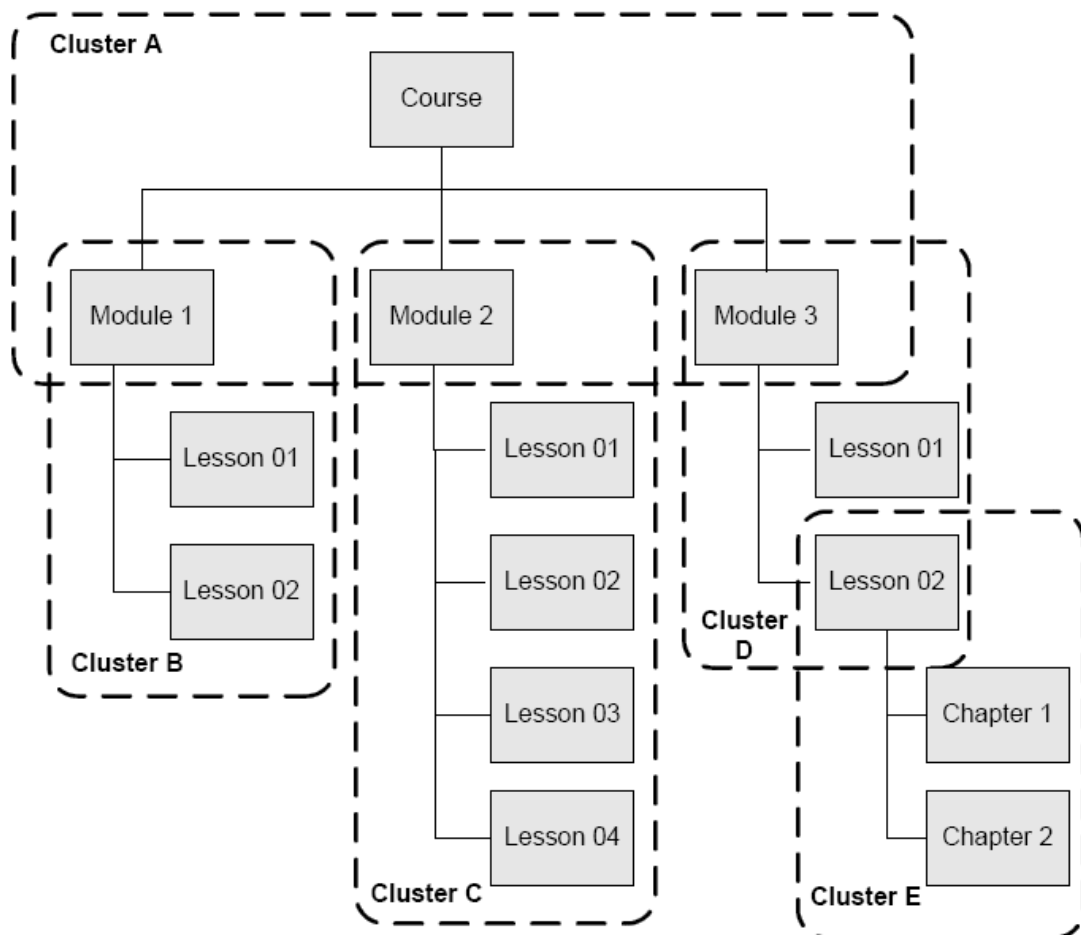 Cluster A
Course
Module 1
Module 2
Module 3
Lesson 01
Lesson 02
Cluster B
Lesson 01
Lesson 02
Lesson 03
Lesson 04
Cluster C
Lesson 01
Lesson 02
Cluster
D
Chapter 1
Chapter 2
Cluster E